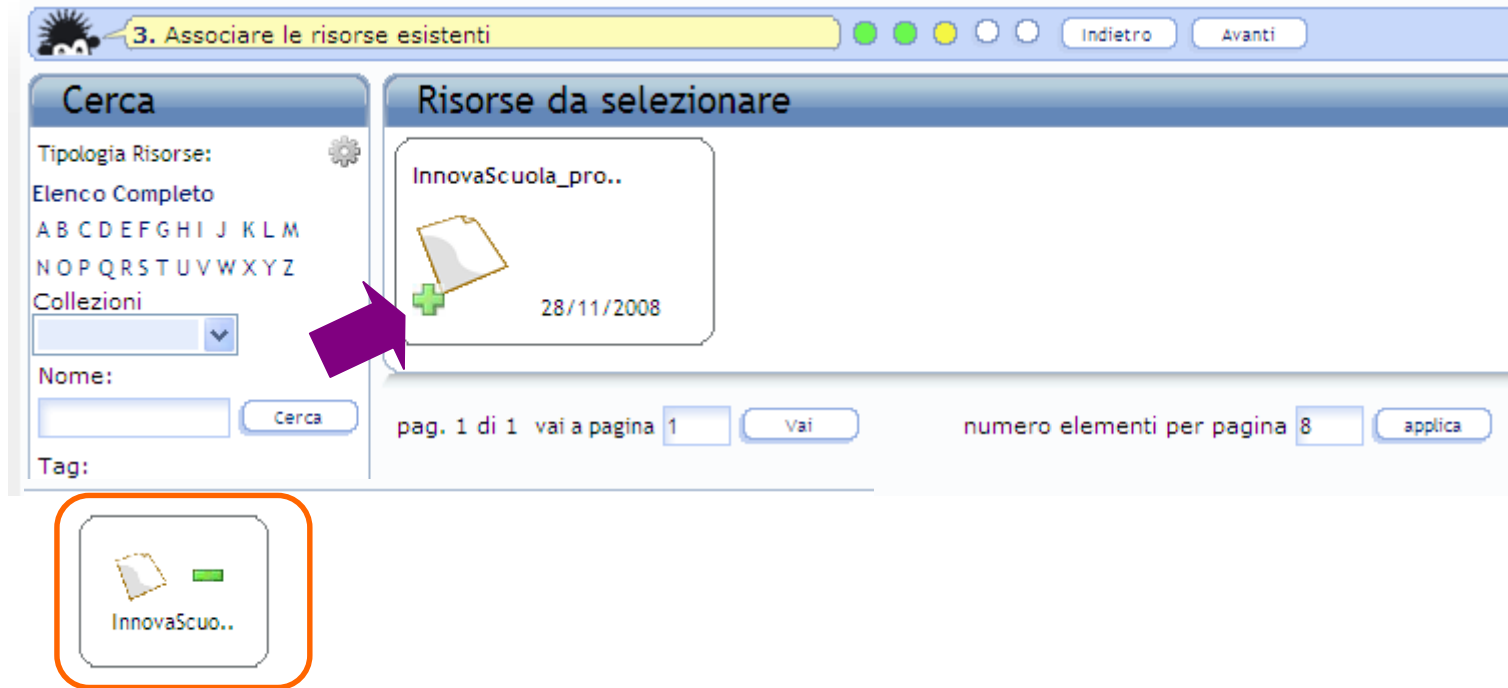 3. Associare le risorse esistenti
Indietro
Avanti
Cerca
Tipologia Risorse:
Elenco Completo
A B C D E F G H I J K L M
N O P Q R S T U V W X Y Z
Collezioni
Nome:
Cerca
Tag:
Risorse da selezionare
InnovaScuola_pro..
28/11/2008
pag. 1 di 1 vai a pagina 1 Vai
numero elementi per pagina 8 applica
InnovaScuo..